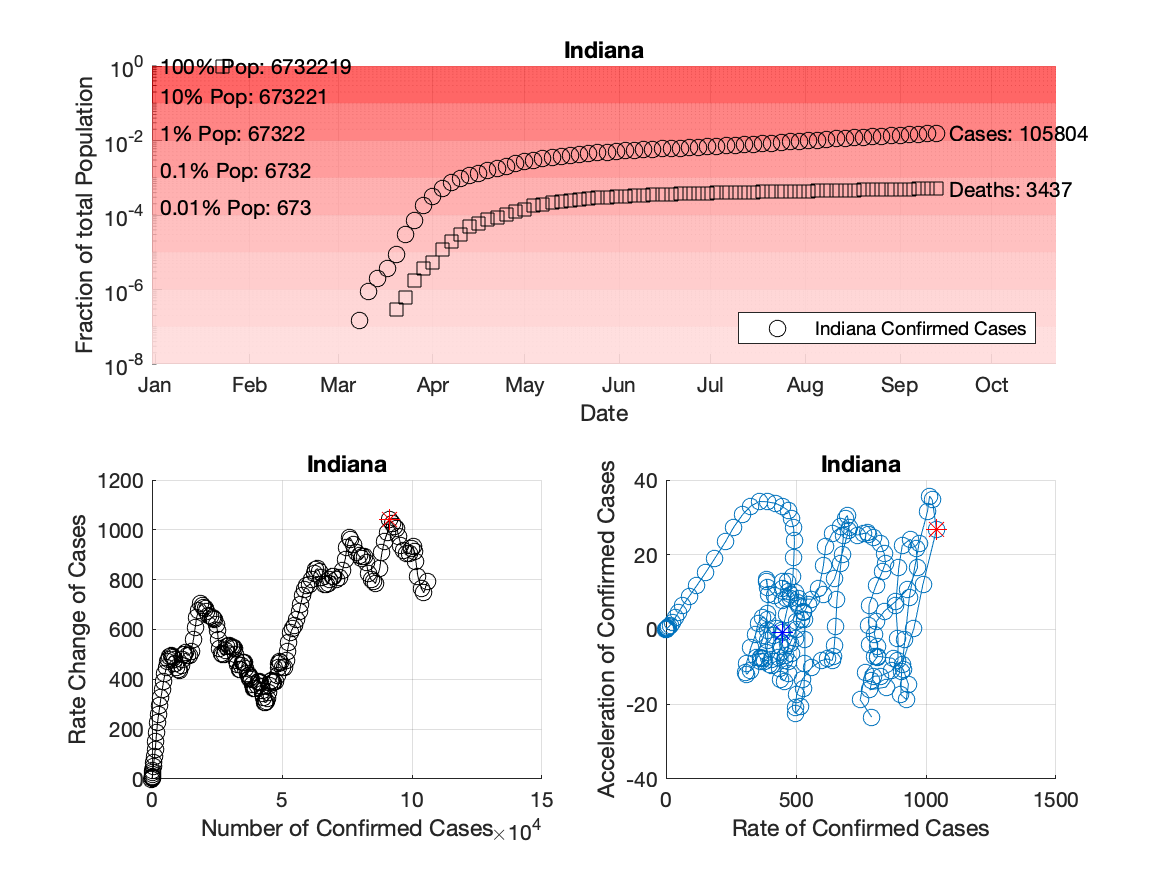 Indiana
Fraction of total Population
10^0
10^-2
10^-4
10^-6
10^-8
100% Pop: 6732219
10% Pop: 673221
1% Pop: 67322
0.1% Pop: 6732
0.01% Pop: 673
Cases: 105804
Deaths: 3437
Indiana Confirmed Cases
Jan Feb Mar Apr May Jun Jul Aug Sep Oct
Date
Indiana
Rate Change of Cases
1200
1000
800
600
400
200
0
0 5 10 15
Number of Confirmed Cases ×10^4
Indiana
Acceleration of Confirmed Cases
40
20
0
-20
-40
0 500 1000 1500
Rate of Confirmed Cases